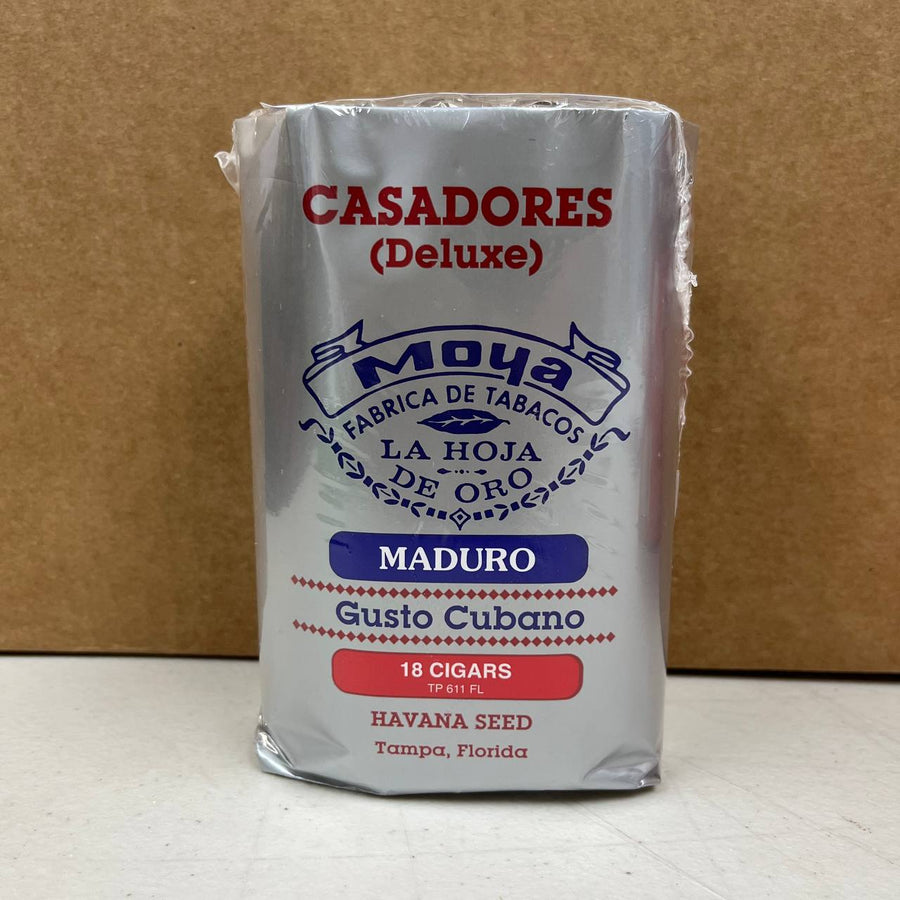 CASADORES
(Deluxe)
Moya
FABRICA DE TABACOS
LA HOJA
DE ORO
MADURO
Gusto Cubano
18 CIGARS
TP 611 FL
HAVANA SEED
Tampa, Florida